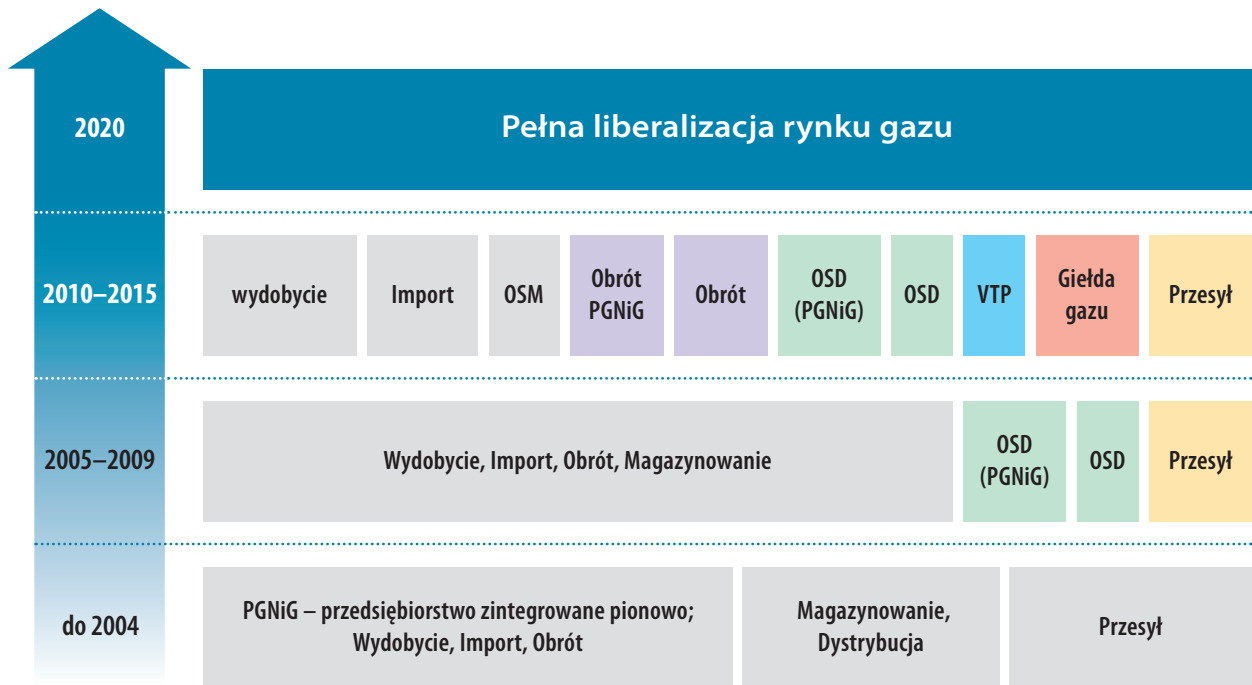 2020
Pełna liberalizacja rynku gazu
2010–2015
wydobycie
Import
OSM
Obrót
PGNiG
Obrót
OSD
(PGNiG)
OSD
VTP
Giełda
gazu
Przesył
2005–2009
Wydobycie, Import, Obrót, Magazynowanie
OSD
(PGNiG)
OSD
Przesył
do 2004
PGNiG – przedsiębiorstwo zintegrowane pionowo;
Wydobycie, Import, Obrót
Magazynowanie,
Dystrybucja
Przesył